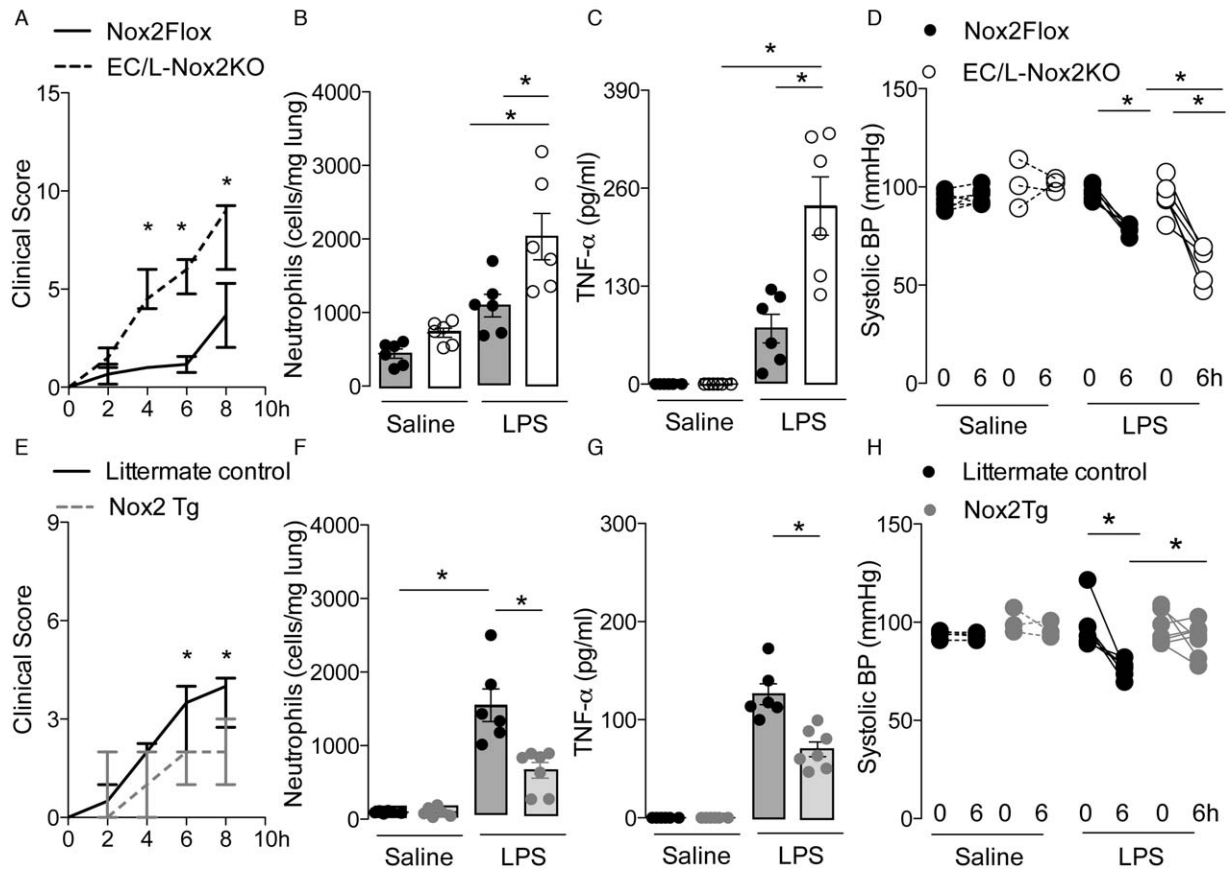 A
Nox2Flox
EC/L-Nox2KO
Clinical Score
15
10
5
0
0 2 4 6 8 10h
* * *
B
Neutrophils (cells/mg lung)
4000
3000
2000
1000
0
*
*
Saline LPS
C
TNF-α (pg/ml)
390
260
130
0
*
*
Saline LPS
D
Nox2Flox
EC/L-Nox2KO
Systolic BP (mmHg)
150
100
50
0
*
* *
0 6 0 6 0 6 0 6h
Saline LPS
E
Littermate control
Nox2 Tg
Clinical Score
9
6
3
0
0 2 4 6 8 10h
* *
F
Neutrophils (cells/mg lung)
4000
3000
2000
1000
0
*
*
Saline LPS
G
TNF-α (pg/ml)
300
200
100
0
*
Saline LPS
H
Littermate control
Nox2Tg
Systolic BP (mmHg)
150
100
50
0
*
*
0 6 0 6 0 6 0 6h
Saline LPS